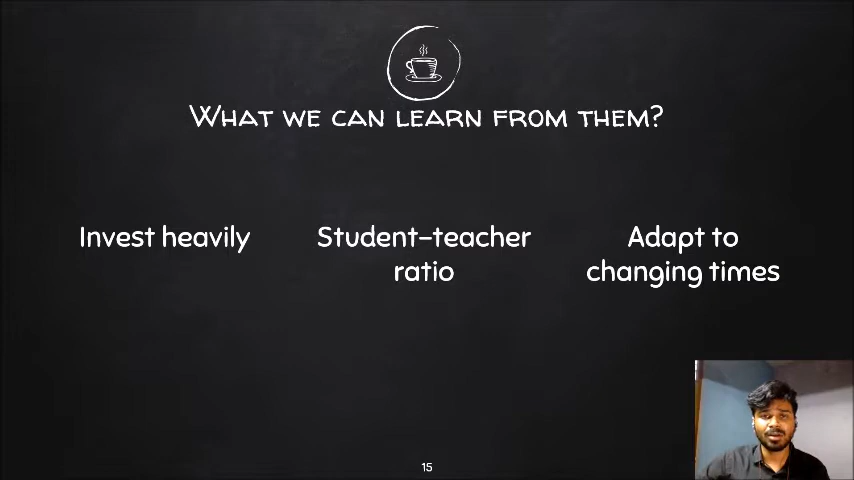 What we can learn from them?
Invest heavily
Student-teacher
ratio
Adapt to
changing times
15